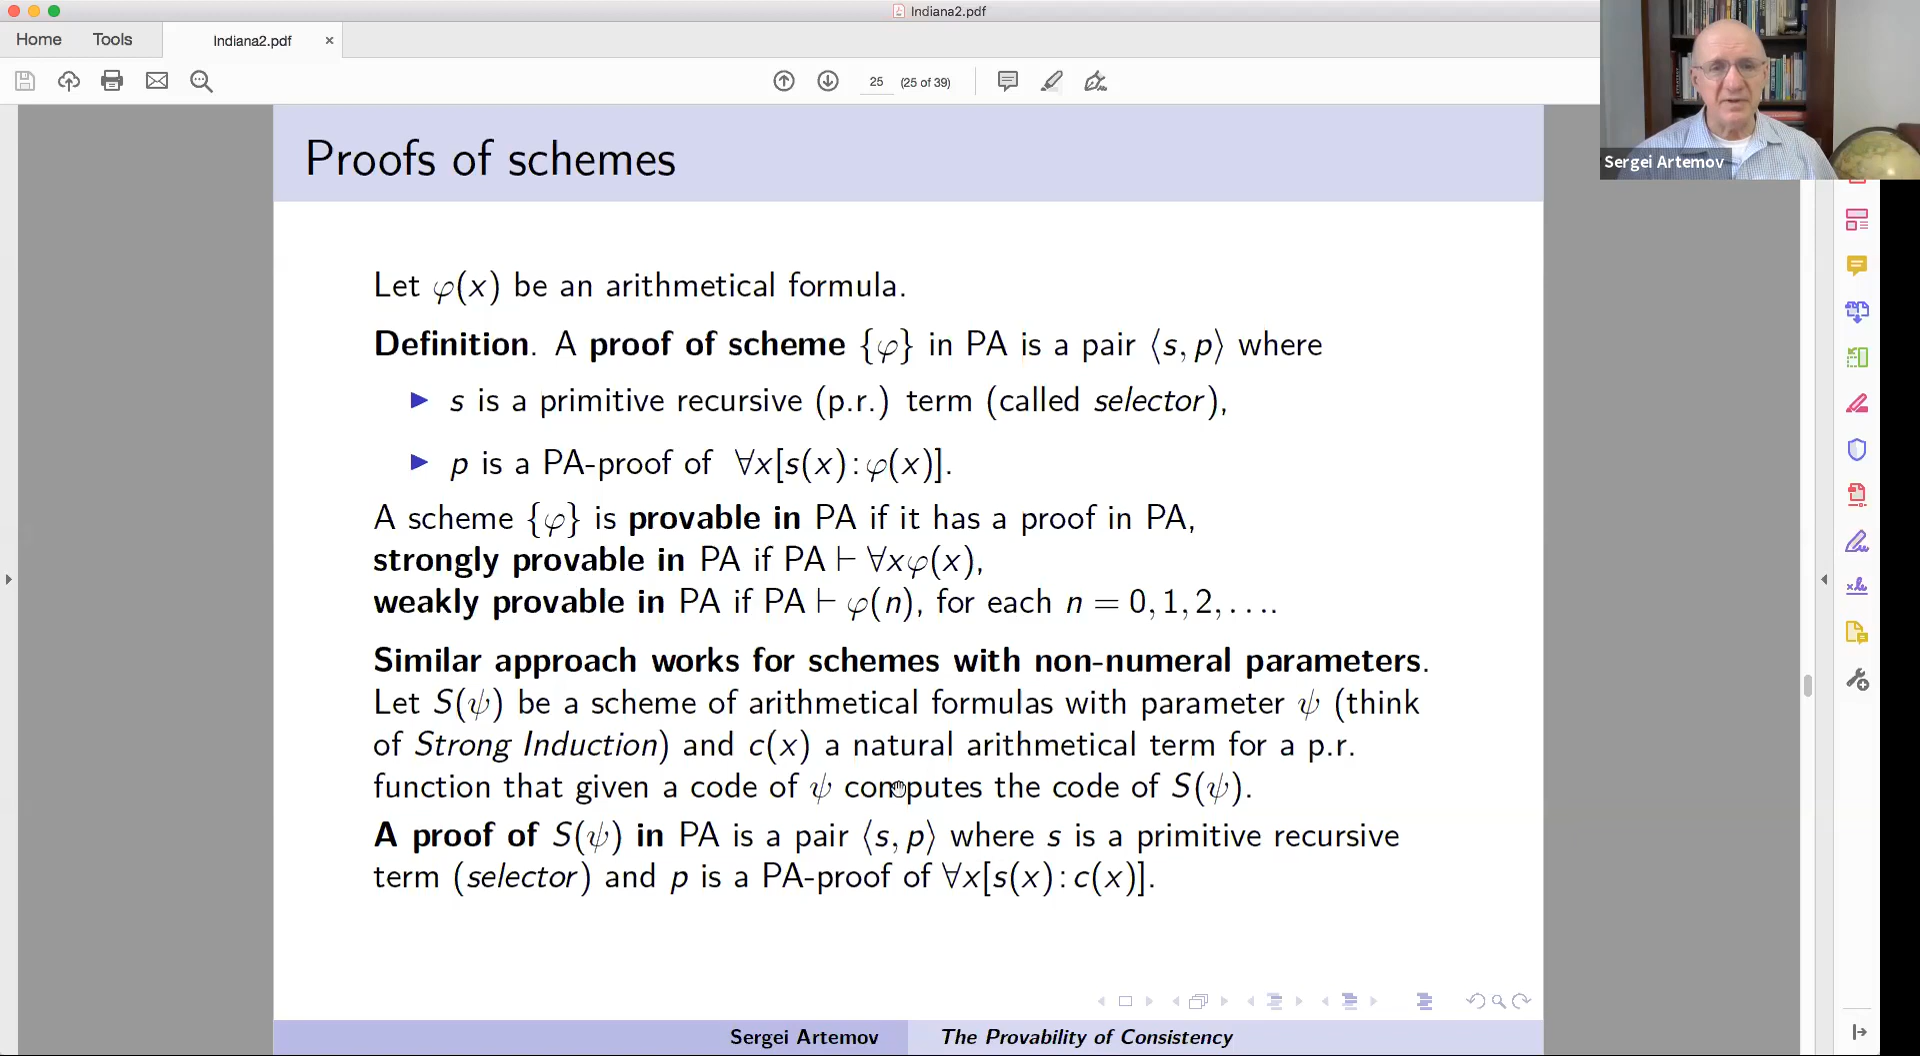 Indiana2.pdf
Home Tools Indiana2.pdf ×
25 (25 of 39)
Sergei Artemov
Proofs of schemes
Let φ(x) be an arithmetical formula.
Definition. A proof of scheme {φ} in PA is a pair ⟨s, p⟩ where
▶ s is a primitive recursive (p.r.) term (called selector),
▶ p is a PA-proof of ∀x[s(x):φ(x)].
A scheme {φ} is provable in PA if it has a proof in PA,
strongly provable in PA if PA ⊢ ∀xφ(x),
weakly provable in PA if PA ⊢ φ(n), for each n = 0, 1, 2, . . ..
Similar approach works for schemes with non-numeral parameters.
Let S(ψ) be a scheme of arithmetical formulas with parameter ψ (think
of Strong Induction) and c(x) a natural arithmetical term for a p.r.
function that given a code of ψ computes the code of S(ψ).
A proof of S(ψ) in PA is a pair ⟨s, p⟩ where s is a primitive recursive
term (selector) and p is a PA-proof of ∀x[s(x):c(x)].
Sergei Artemov The Provability of Consistency